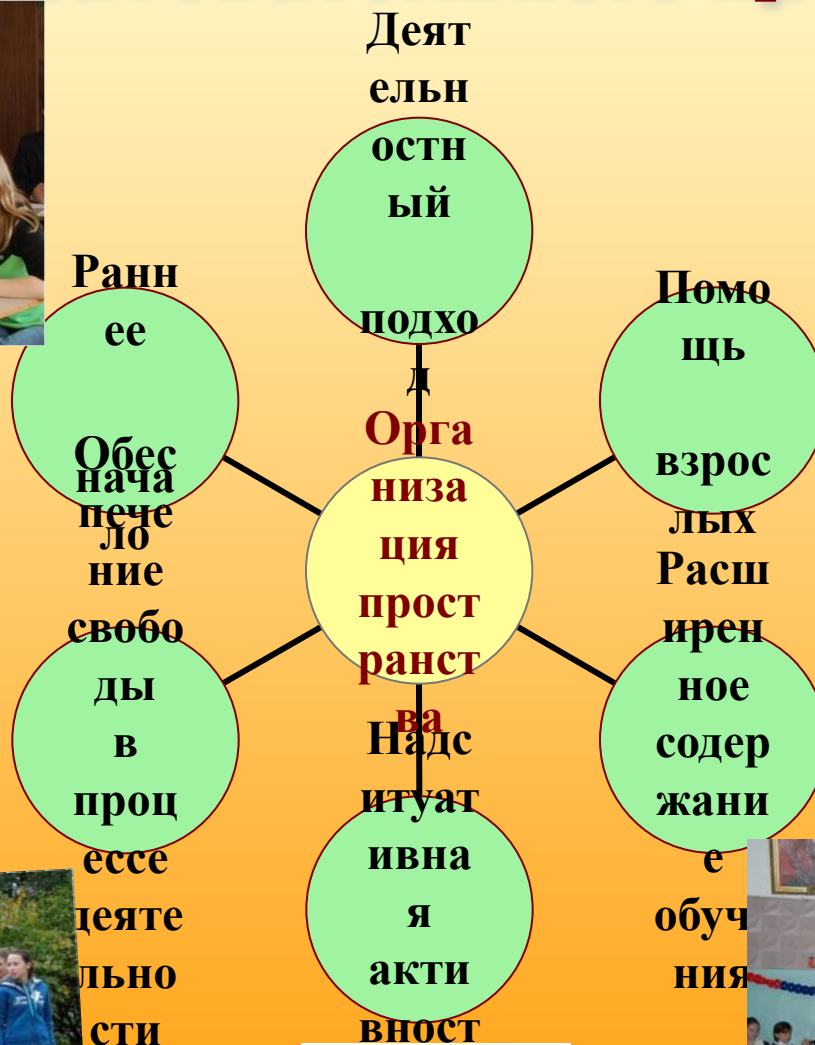 Деят
ельн
остн
ый
подхо
д
Помо
щь
взрос
лых
Расш
ирен
ное
содер
жани
е
обуч
ния
Надс
итуат
ивна
я
акти
вност
Обес
пече
ние
свобо
ды
в
проц
ессе
деяте
льно
сти
Ранн
ее
нача
ло
Орга
низа
ция
прост
ранст
ва